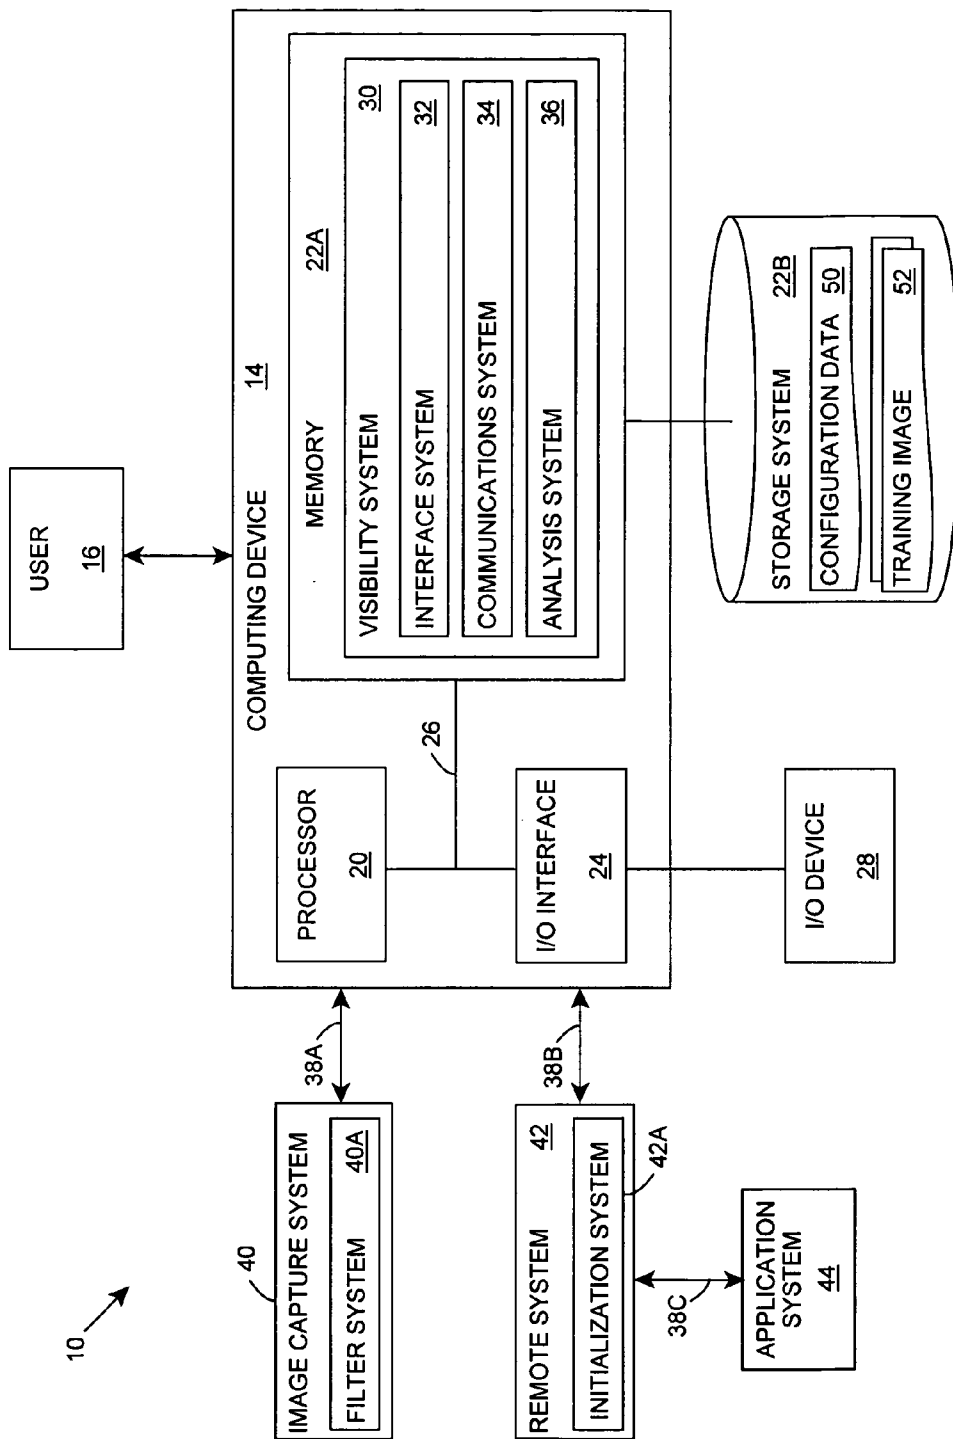 10
USER
16
COMPUTING DEVICE 14
PROCESSOR
20
MEMORY 22A
VISIBILITY SYSTEM 30
INTERFACE SYSTEM 32
COMMUNICATIONS SYSTEM 34
ANALYSIS SYSTEM 36
26
I/O INTERFACE
24
38A
40
IMAGE CAPTURE SYSTEM
FILTER SYSTEM 40A
38B
REMOTE SYSTEM 42
INITIALIZATION SYSTEM
42A
38C
APPLICATION
SYSTEM
44
I/O DEVICE
28
STORAGE SYSTEM 22B
CONFIGURATION DATA 50
TRAINING IMAGE 52